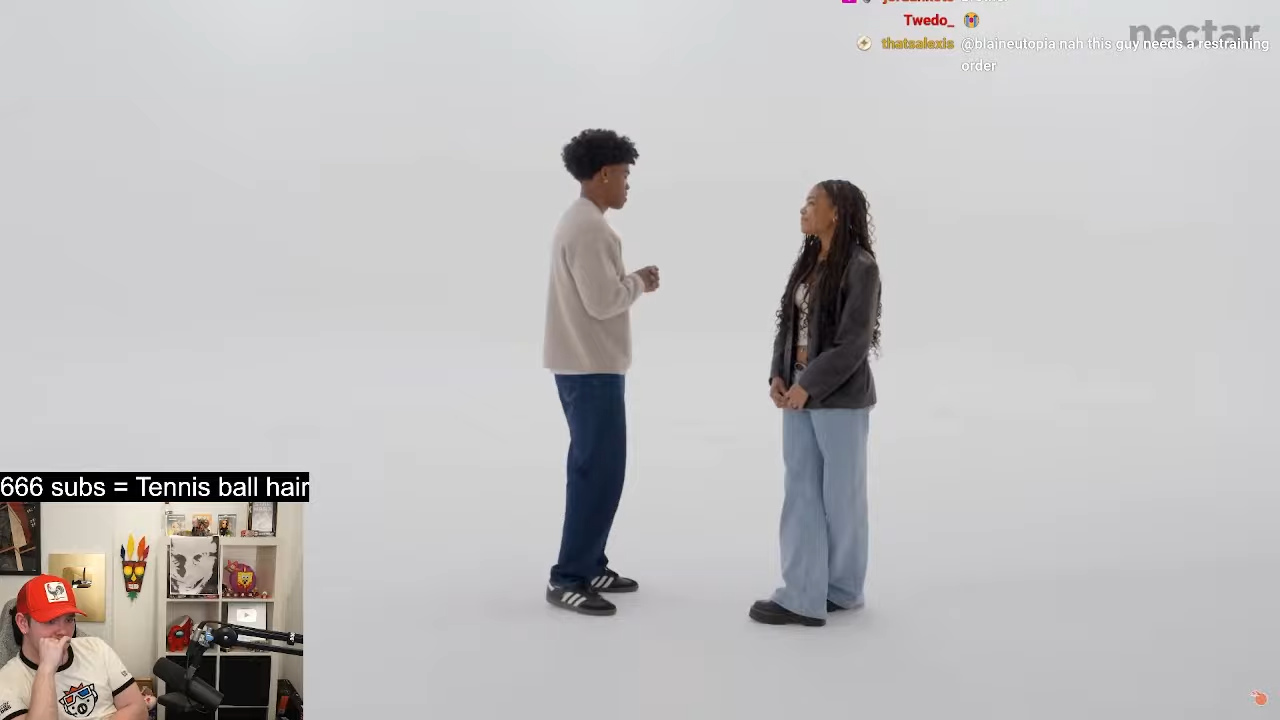 Twedo_
nectar
thatsalexis @blaineutopia nah this guy needs a restraining
order
666 subs = Tennis ball hair